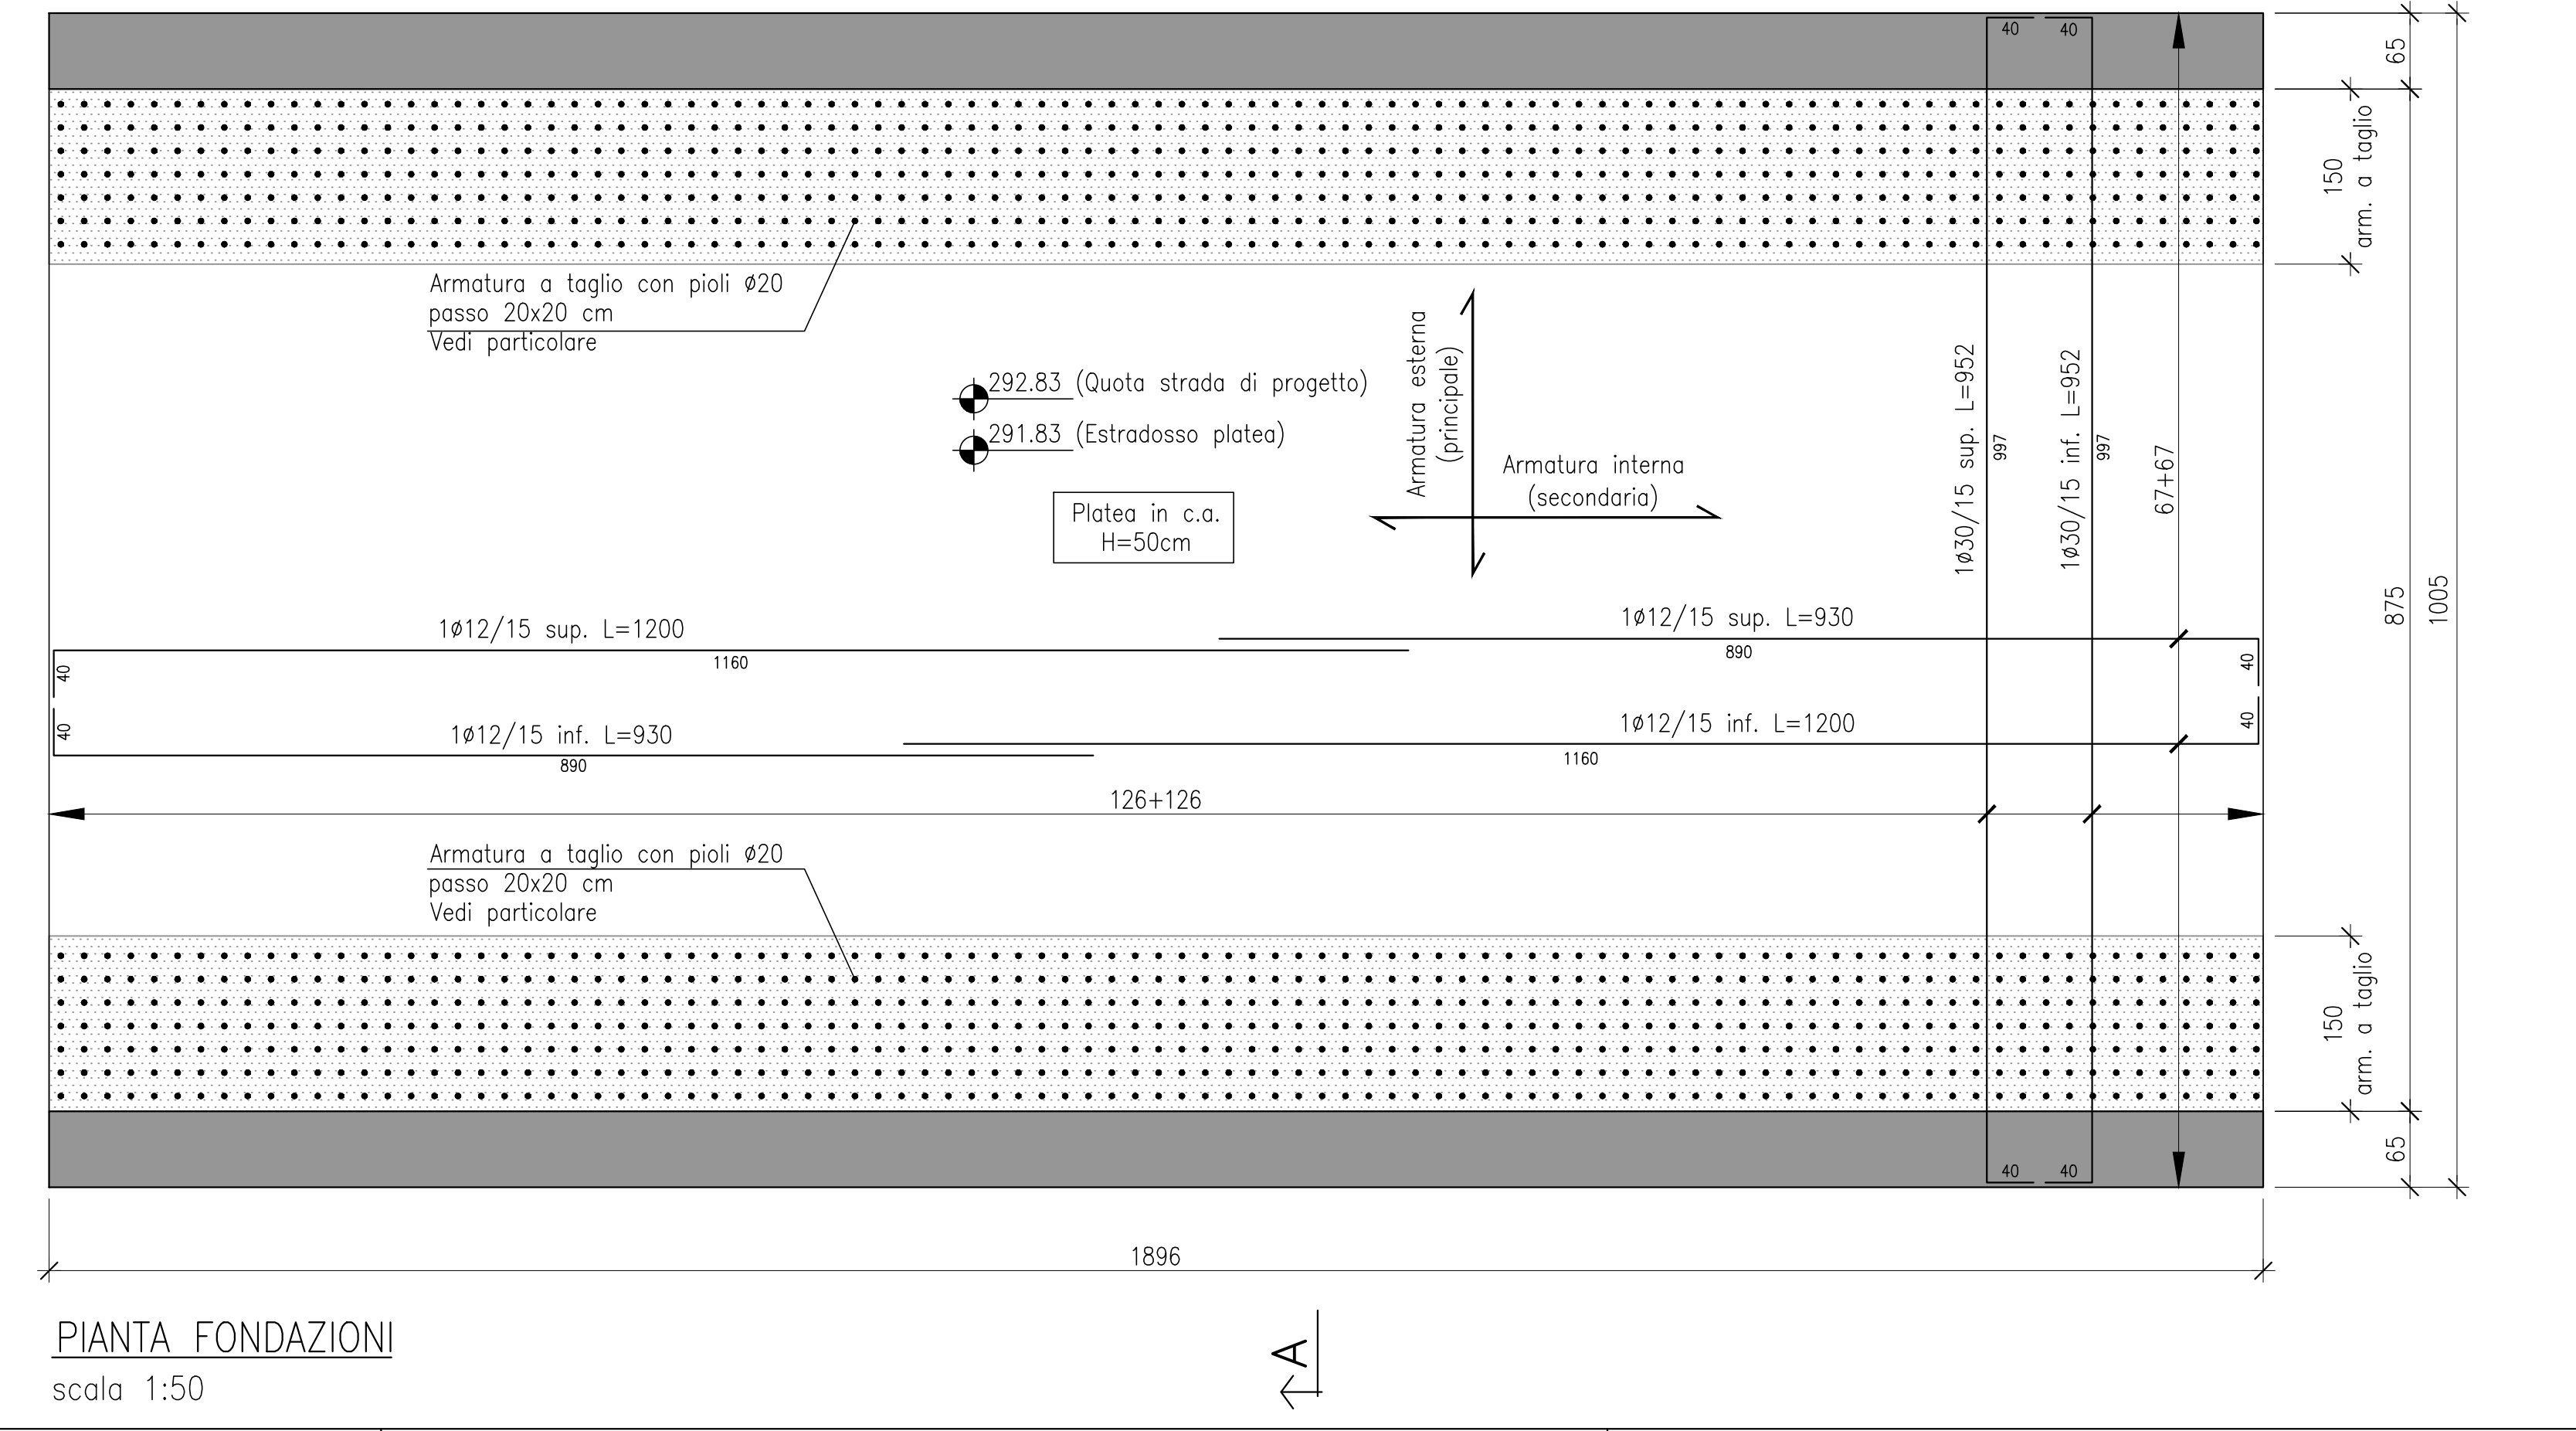 40
40
65
150
arm. a taglio
Armatura a taglio con pioli ø20
passo 20x20 cm
Vedi particolare
292.83 (Quota strada di progetto)
291.83 (Estradosso platea)
Armatura esterna
(principale)
Armatura interna
(secondaria)
Platea in c.a.
H=50cm
1ø30/15 sup. L=952
997
1ø30/15 inf. L=952
997
67+67
875
1005
1ø12/15 sup. L=1200
1160
1ø12/15 sup. L=930
890
40
40
40
40
1ø12/15 inf. L=930
890
1ø12/15 inf. L=1200
1160
126+126
Armatura a taglio con pioli ø20
passo 20x20 cm
Vedi particolare
150
arm. a taglio
40
40
65
1896
PIANTA FONDAZIONI
scala 1:50
A